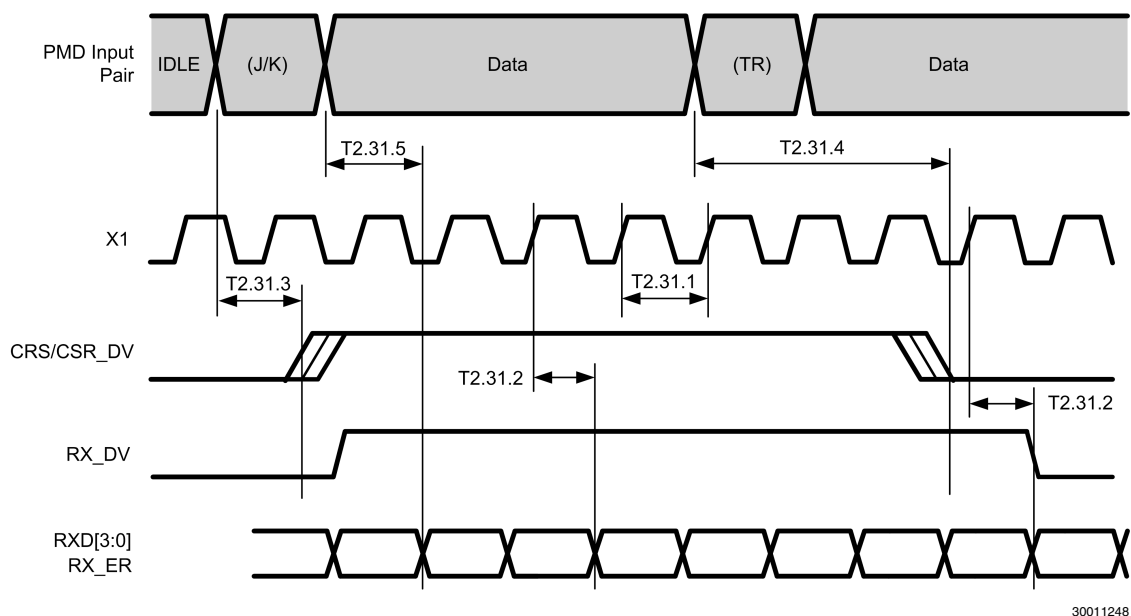 PMD Input
Pair
IDLE
(J/K)
Data
(TR)
Data
T2.31.5
T2.31.4
X1
T2.31.3
T2.31.1
CRS/CSR_DV
T2.31.2
T2.31.2
RX_DV
RXD[3:0]
RX_ER
30011248